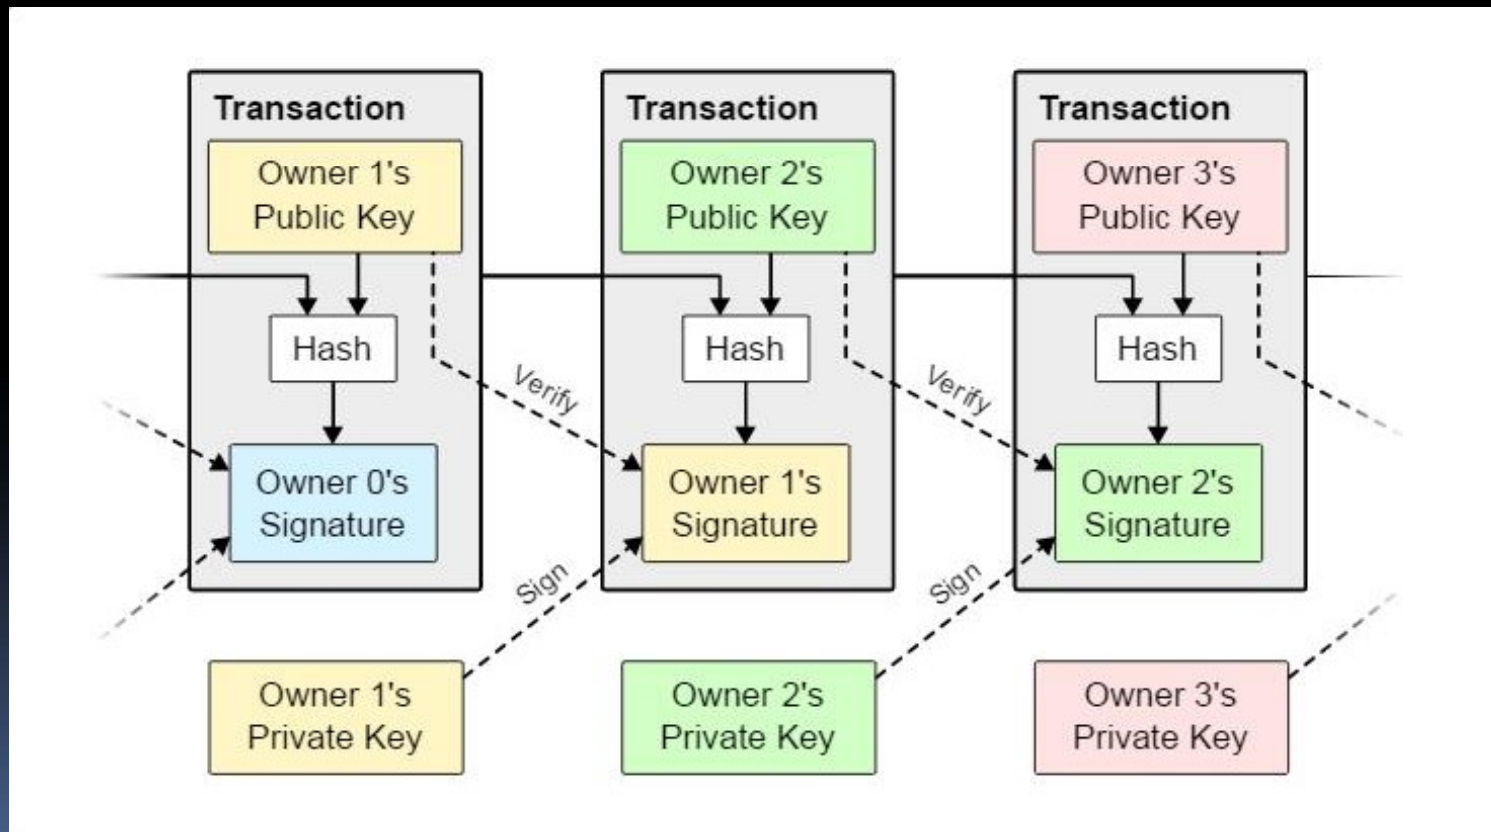 Transaction
Owner 1's
Public Key
Hash
Owner 0's
Signature
Transaction
Owner 2's
Public Key
Hash
Owner 1's
Signature
Transaction
Owner 3's
Public Key
Hash
Owner 2's
Signature
Verify
Verify
Sign
Sign
Owner 1's
Private Key
Owner 2's
Private Key
Owner 3's
Private Key